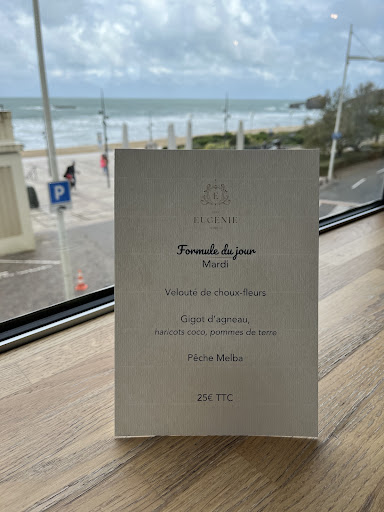 E
EUGÉNIE
Formule du jour
Mardi
Velouté de choux-fleurs
Gigot d'agneau,
haricots coco, pommes de terre
Pêche Melba
25€ TTC
P